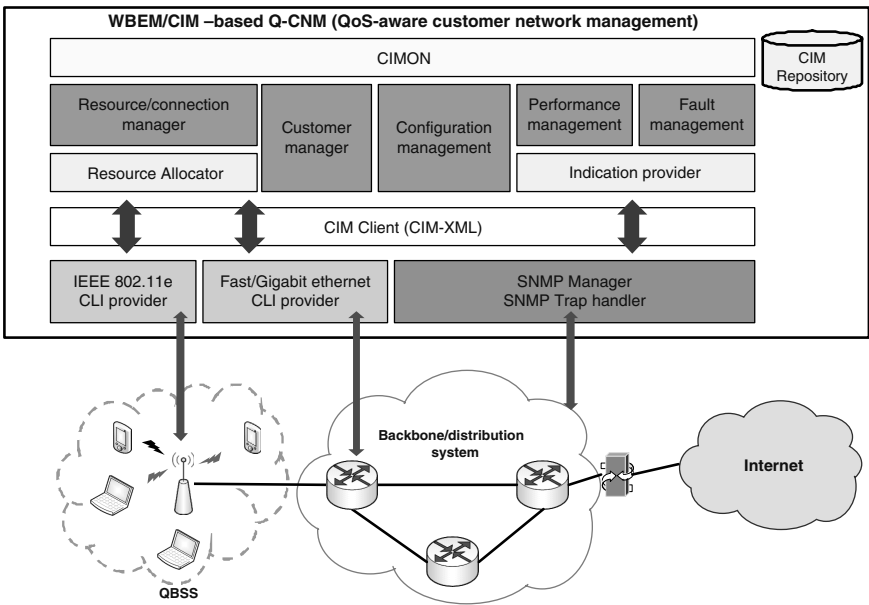 WBEM/CIM –based Q-CNM (QoS-aware customer network management)
CIMON
CIM
Repository
Resource/connection
manager
Customer
manager
Configuration
management
Performance
management
Fault
management
Resource Allocator
Indication provider
CIM Client (CIM-XML)
IEEE 802.11e
CLI provider
Fast/Gigabit ethernet
CLI provider
SNMP Manager
SNMP Trap handler
Backbone/distribution
system
Internet
QBSS